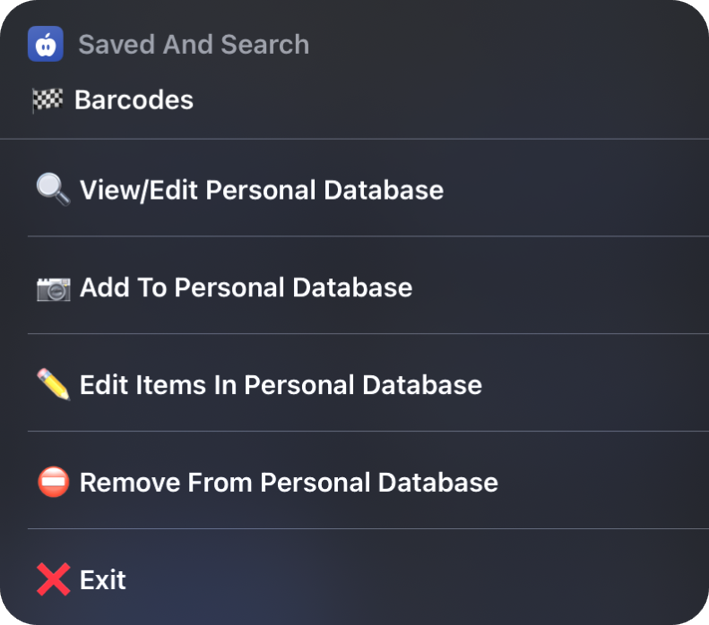 Saved And Search
🏁 Barcodes
🔍 View/Edit Personal Database
📷 Add To Personal Database
✏️ Edit Items In Personal Database
⛔ Remove From Personal Database
❌ Exit